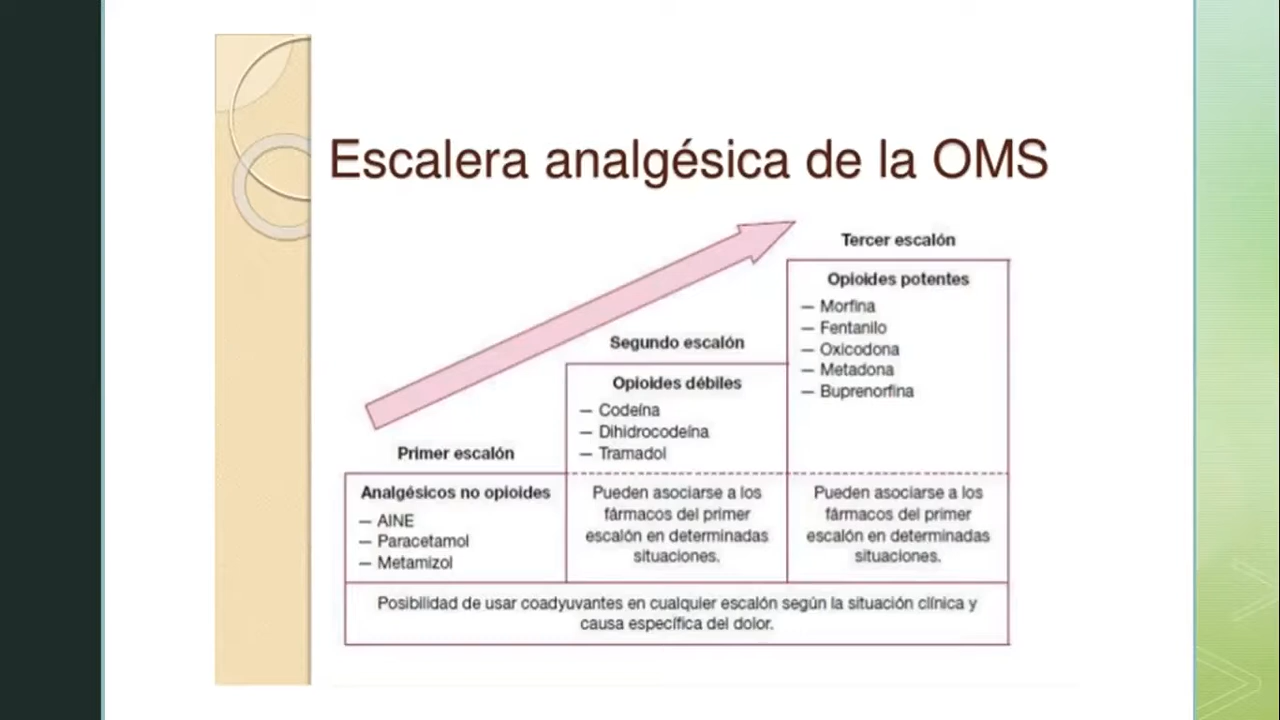 Escalera analgésica de la OMS
Primer escalón
Analgésicos no opioides
— AINE
— Paracetamol
— Metamizol
Segundo escalón
Opioides débiles
— Codeína
— Dihidrocodeína
— Tramadol
Pueden asociarse a los
fármacos del primer
escalón en determinadas
situaciones.
Tercer escalón
Opioides potentes
— Morfina
— Fentanilo
— Oxicodona
— Metadona
— Buprenorfina
Pueden asociarse a los
fármacos del primer
escalón en determinadas
situaciones.
Posibilidad de usar coadyuvantes en cualquier escalón según la situación clínica y
causa específica del dolor.